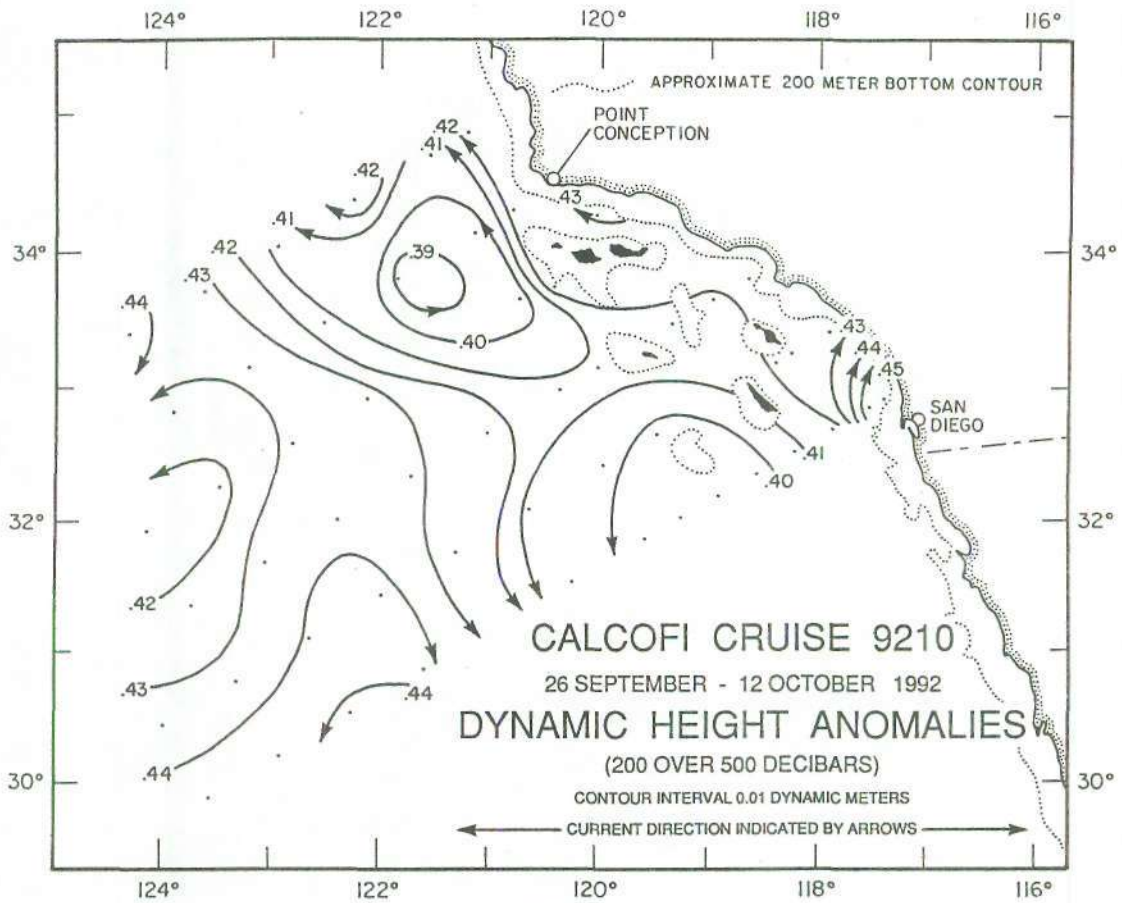 124° 122° 120° 118° 116°
APPROXIMATE 200 METER BOTTOM CONTOUR
POINT
CONCEPTION
.42
.41
.42
.43
.41
34° .42 .39 34°
.43
.44
.40
.43
.44
.45
SAN
DIEGO
.41
.40
32° 32°
.42
CALCOFI CRUISE 9210
26 SEPTEMBER - 12 OCTOBER 1992
.43
.44
DYNAMIC HEIGHT ANOMALIES
(200 OVER 500 DECIBARS)
.44
30° 30°
CONTOUR INTERVAL 0.01 DYNAMIC METERS
CURRENT DIRECTION INDICATED BY ARROWS
124° 122° 120° 118° 116°